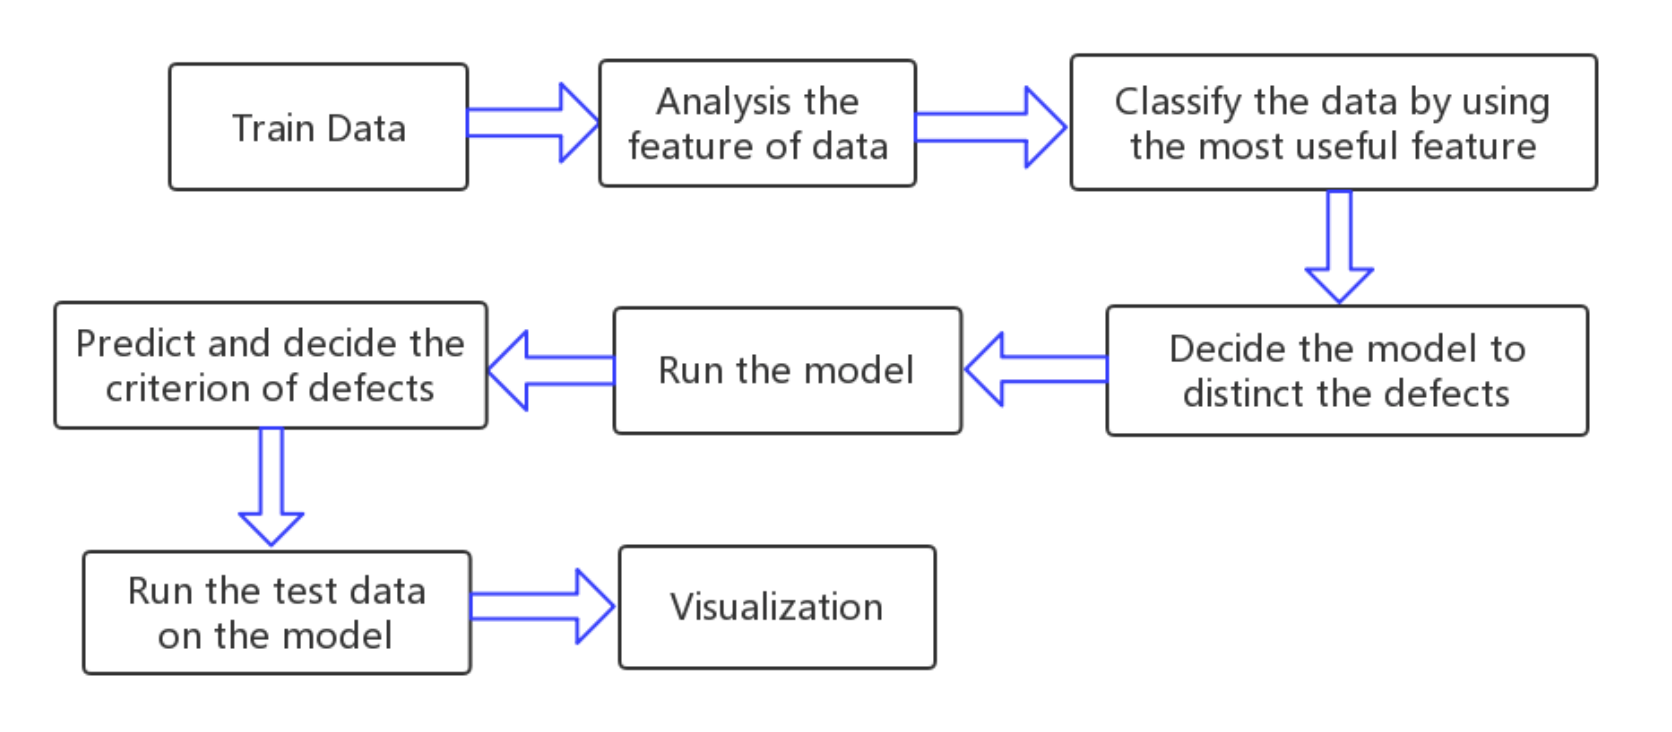 Train Data
Analysis the
feature of data
Classify the data by using
the most useful feature
Decide the model to
distinct the defects
Run the model
Predict and decide the
criterion of defects
Run the test data
on the model
Visualization